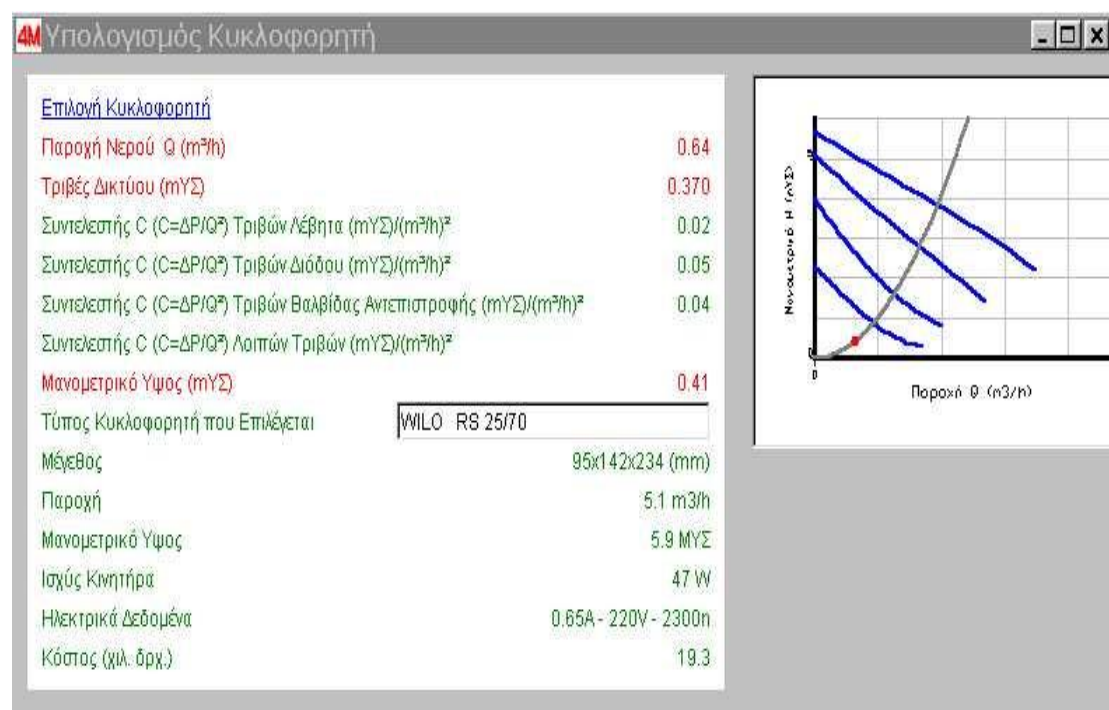 4M Υπολογισμός Κυκλοφορητή
Επιλογή Κυκλοφορητή
Παροχή Νερού Q (m³/h) 0.64
Τριβές Δικτύου (mΥΣ) 0.370
Συντελεστής C (C=ΔP/Q²) Τριβών Λέβητα (mΥΣ)/(m³/h)² 0.02
Συντελεστής C (C=ΔP/Q²) Τριβών Διόδου (mΥΣ)/(m³/h)² 0.05
Συντελεστής C (C=ΔP/Q²) Τριβών Βαλβίδας Αντεπιστροφής (mΥΣ)/(m³/h)² 0.04
Συντελεστής C (C=ΔP/Q²) Λοιπών Τριβών (mΥΣ)/(m³/h)²
Μανομετρικό Υψος (mΥΣ) 0.41
Τύπος Κυκλοφορητή που Επιλέγεται WILO RS 25/70
Μέγεθος 95x142x234 (mm)
Παροχή 5.1 m3/h
Μανομετρικό Υψος 5.9 ΜΥΣ
Ισχύς Κινητήρα 47 W
Ηλεκτρικά Δεδομένα 0.65A - 220V - 2300n
Κόστος (χιλ. δρχ.) 19.3
Μανομετρικό Η (mΥΣ)
0
Παροχή Q (m3/h)